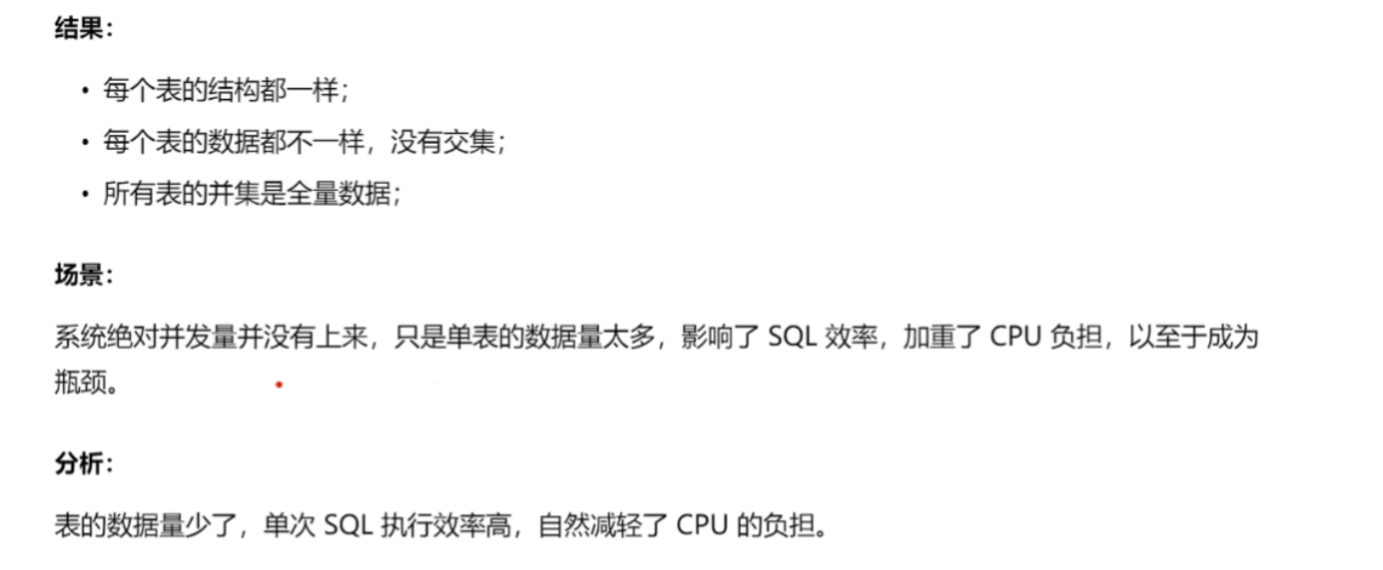 结果：
• 每个表的结构都一样；
• 每个表的数据都不一样，没有交集；
• 所有表的并集是全量数据；
场景：
系统绝对并发量并没有上来，只是单表的数据量太多，影响了 SQL 效率，加重了 CPU 负担，以至于成为
瓶颈。
分析：
表的数据量少了，单次 SQL 执行效率高，自然减轻了 CPU 的负担。